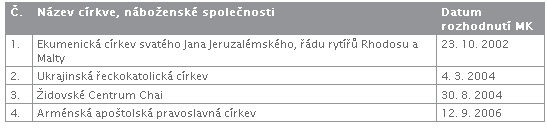 Č. Název církve, náboženské společnosti Datum
rozhodnutí MK
1. Ekumenická církev svatého Jana Jeruzalémského, řádu rytířů Rhodosu a 23. 10. 2002
Malty
2. Ukrajinská řeckokatolická církev 4. 3. 2004
3. Židovské Centrum Chai 30. 8. 2004
4. Arménská apoštolská pravoslavná církev 12. 9. 2006